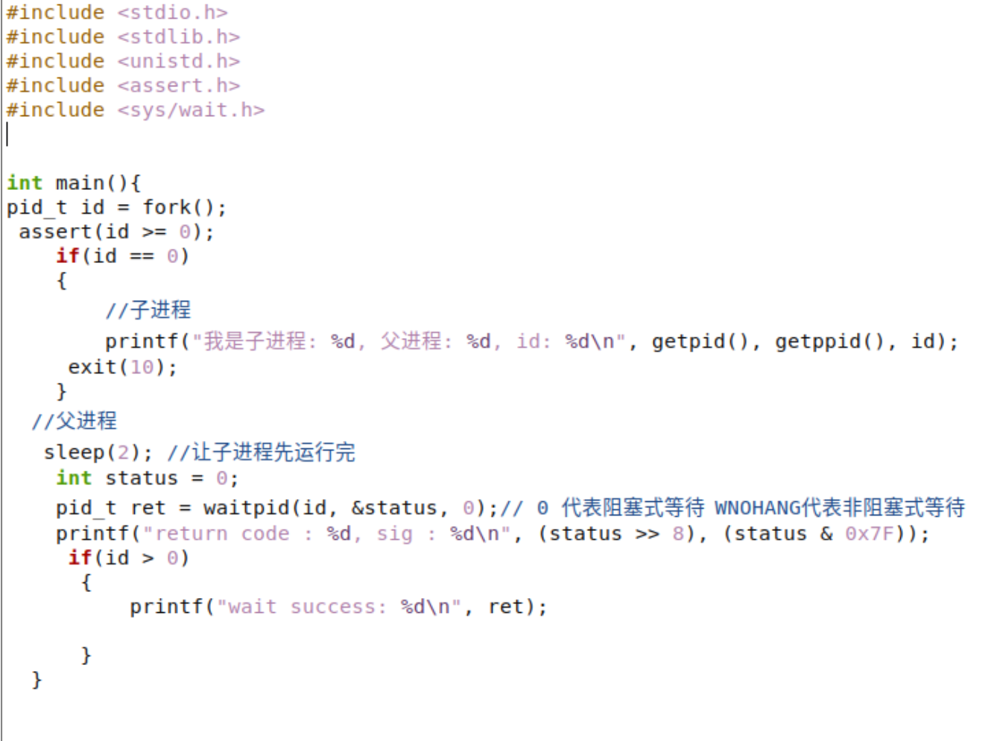 #include <stdio.h>
#include <stdlib.h>
#include <unistd.h>
#include <assert.h>
#include <sys/wait.h>
int main(){
pid_t id = fork();
assert(id >= 0);
if(id == 0)
{
//子进程
printf("我是子进程: %d, 父进程: %d, id: %d\n", getpid(), getppid(), id);
exit(10);
}
//父进程
sleep(2); //让子进程先运行完
int status = 0;
pid_t ret = waitpid(id, &status, 0);// 0 代表阻塞式等待 WNOHANG代表非阻塞式等待
printf("return code : %d, sig : %d\n", (status >> 8), (status & 0x7F));
if(id > 0)
{
printf("wait success: %d\n", ret);
}
}